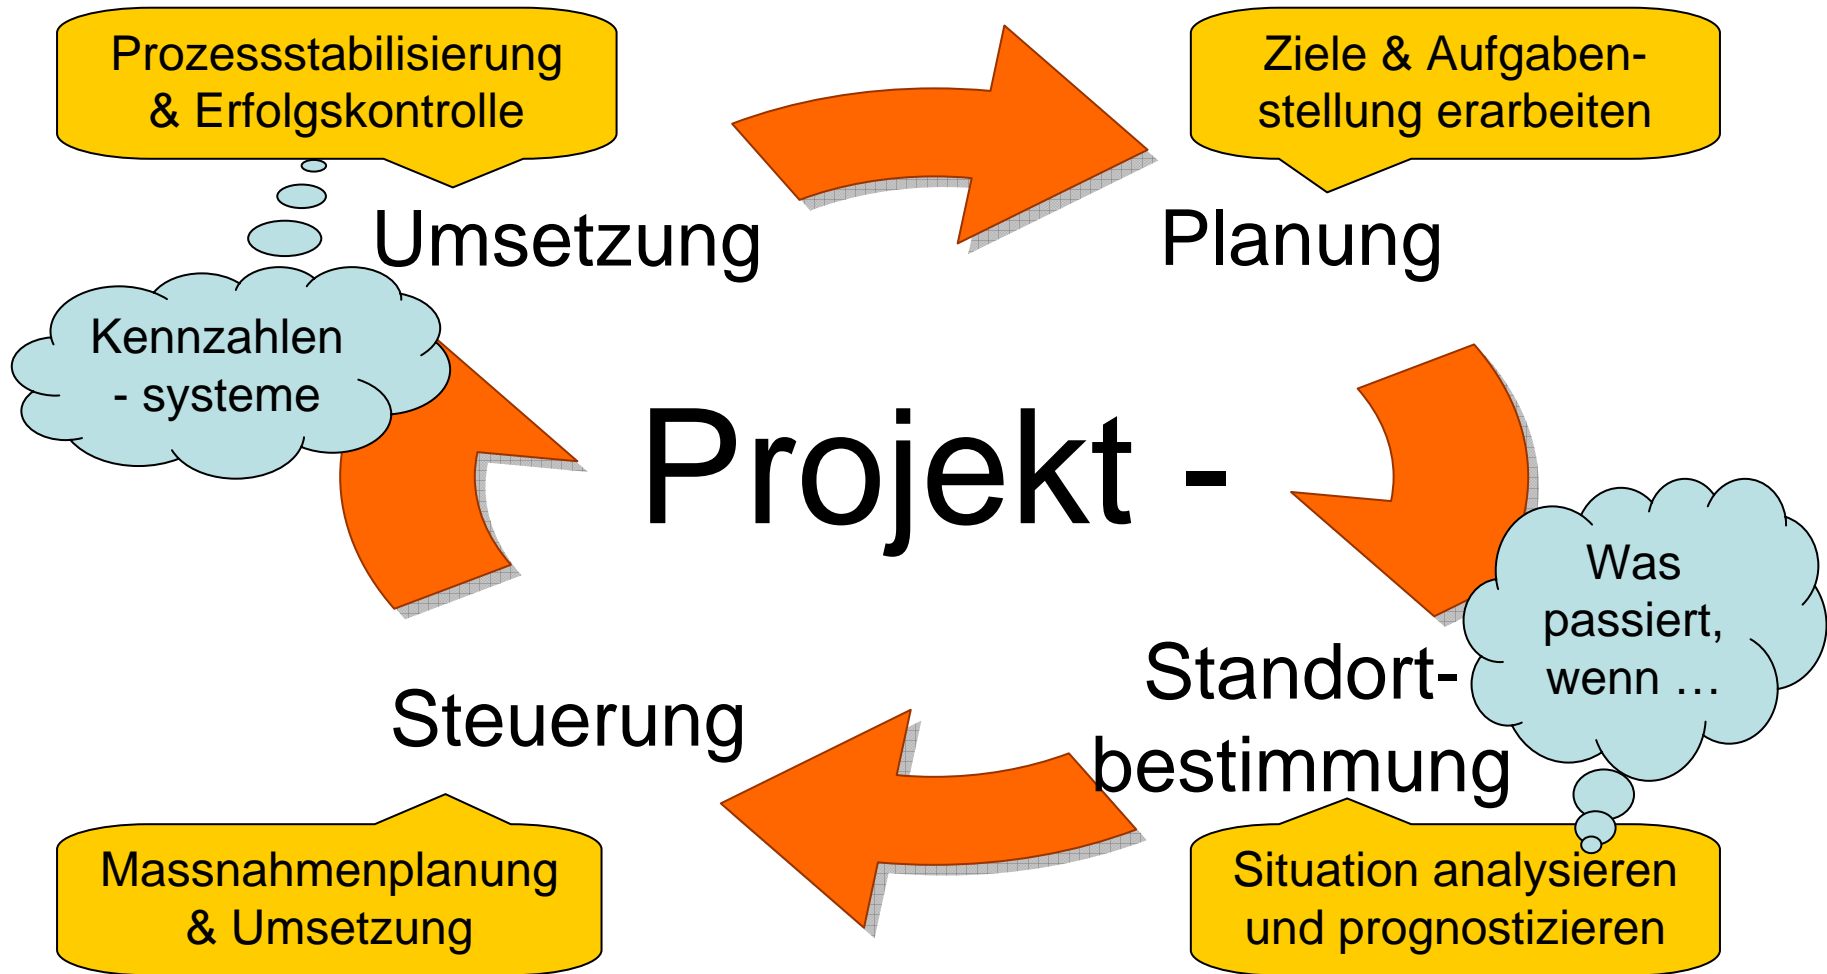 Prozessstabilisierung
& Erfolgskontrolle
Ziele & Aufgaben-
stellung erarbeiten
Umsetzung
Planung
Kennzahlen
- systeme
Projekt -
Was
passiert,
wenn …
Standort-
bestimmung
Steuerung
Massnahmenplanung
& Umsetzung
Situation analysieren
und prognostizieren